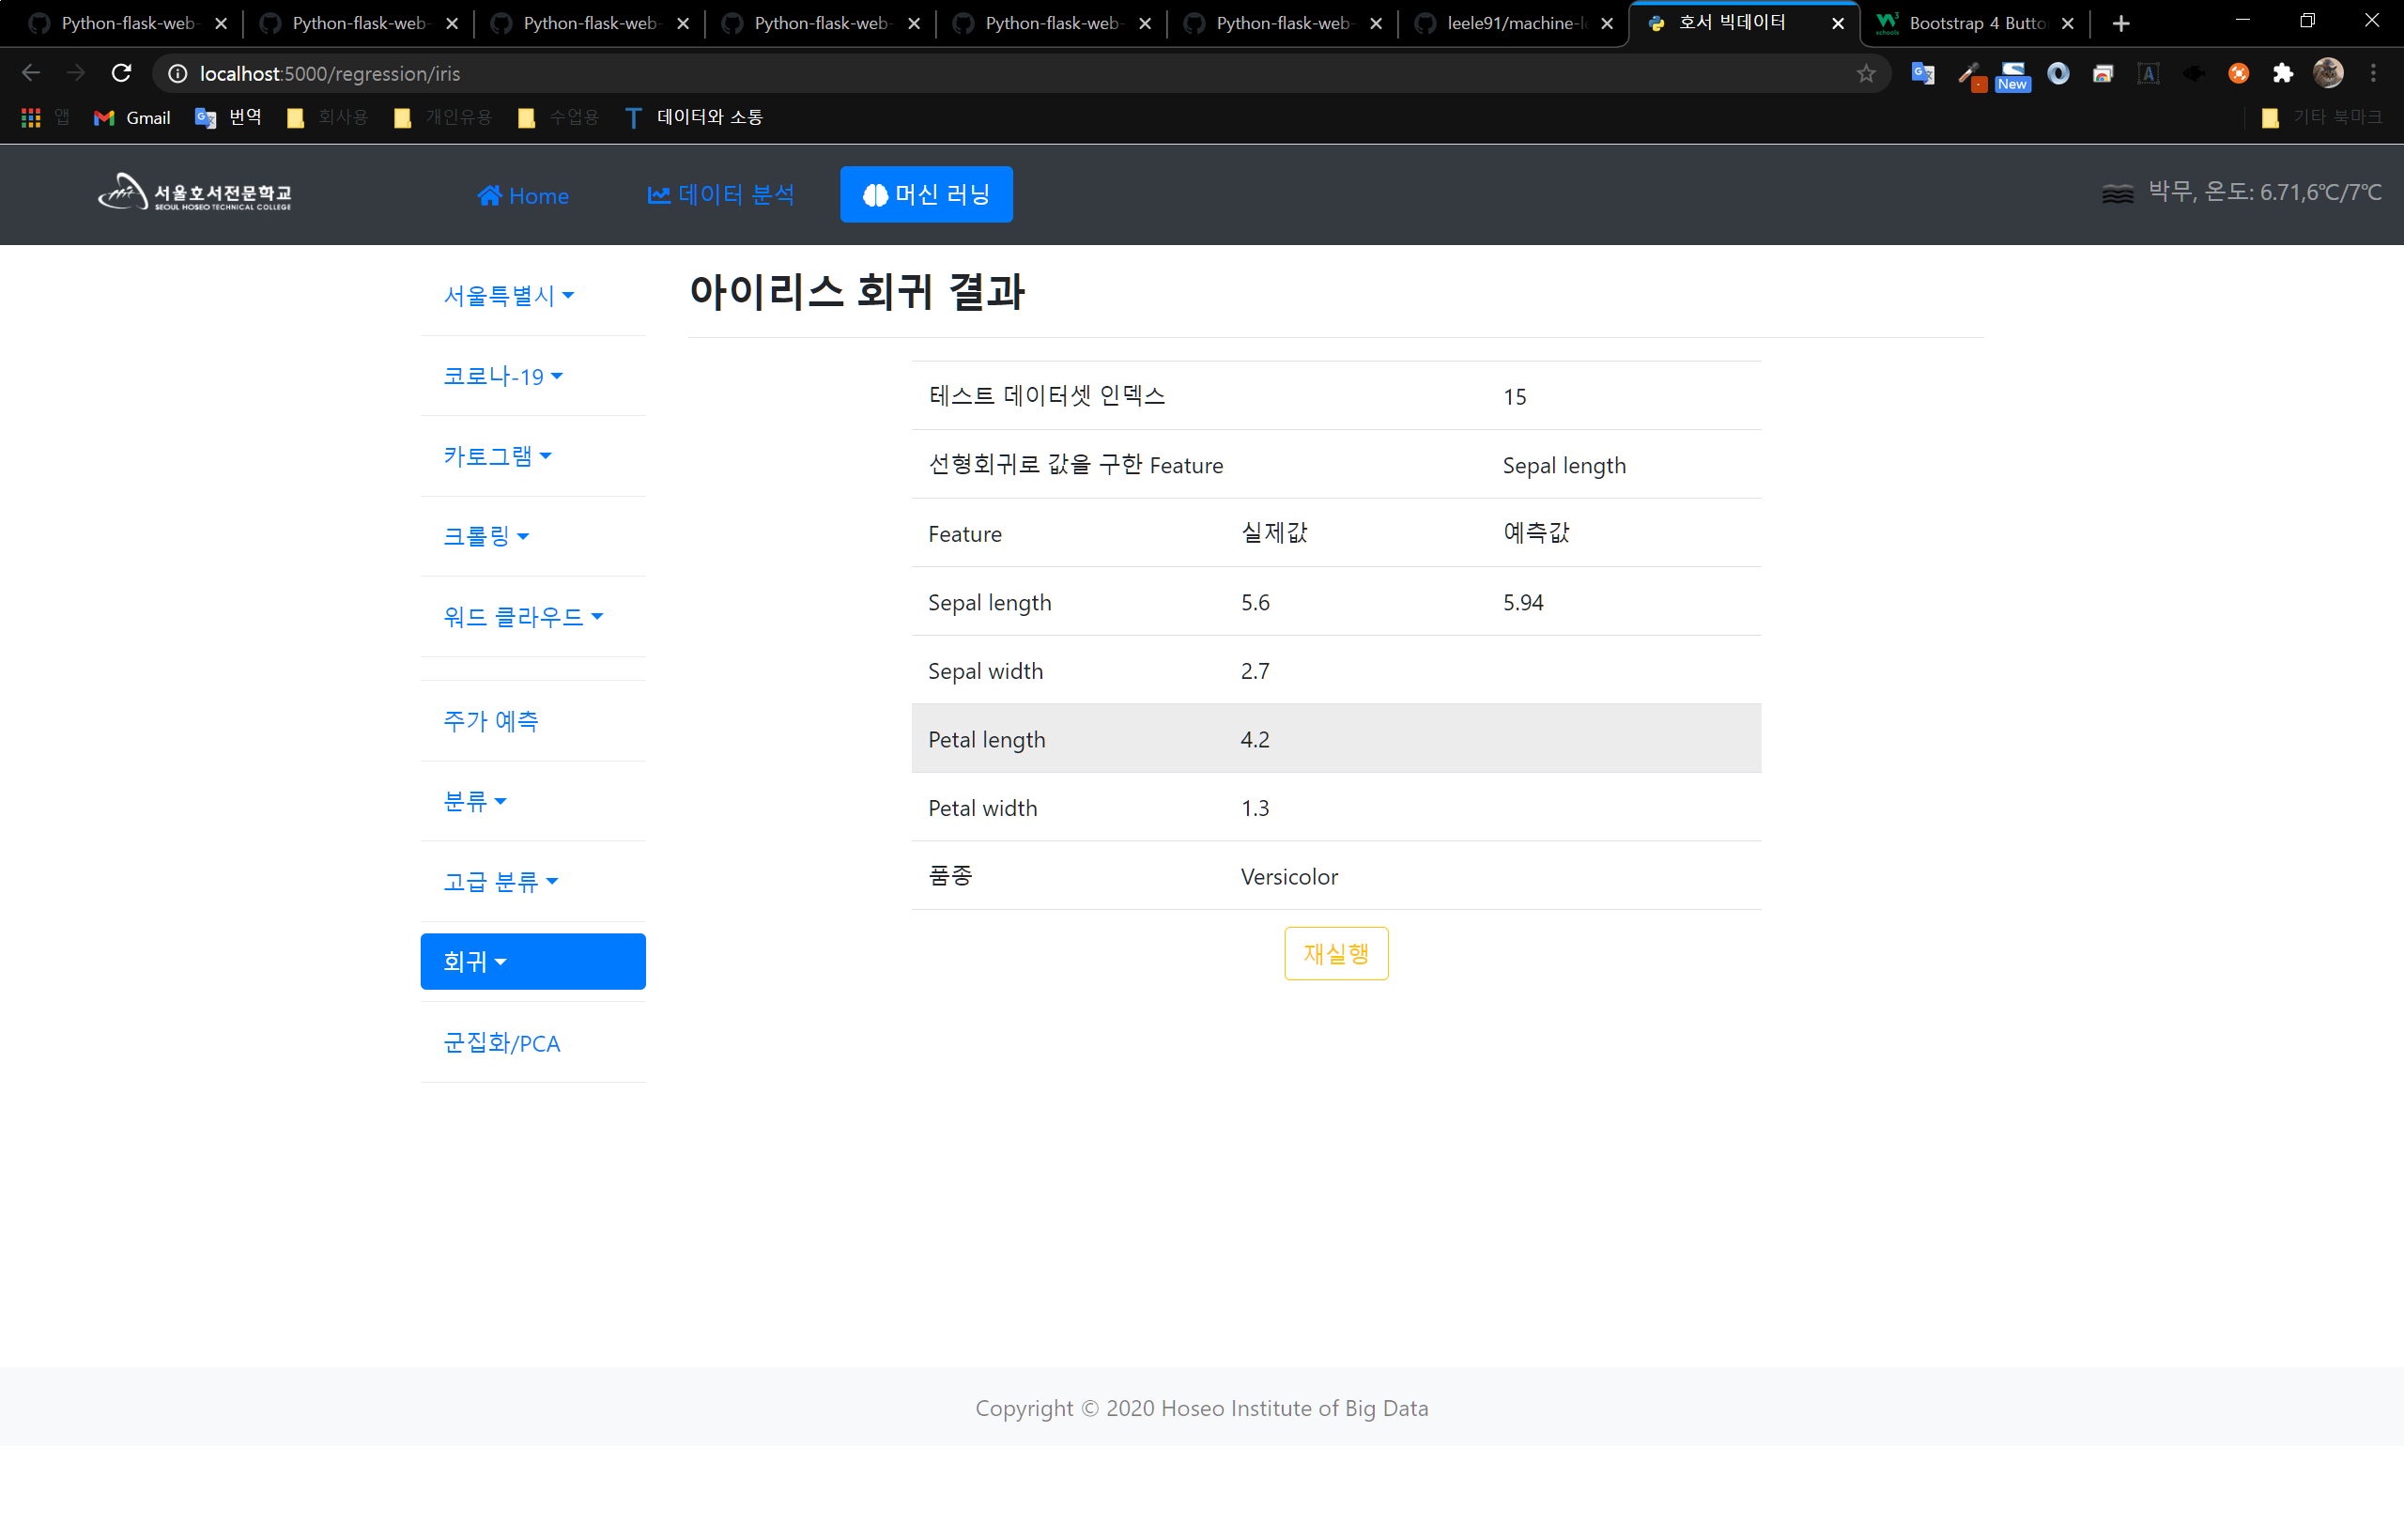 Python-flask-web-
Python-flask-web-
Python-flask-web-
Python-flask-web-
Python-flask-web-
Python-flask-web-
leele91/machine-le
호서 빅데이터
Bootstrap 4 Butto
localhost:5000/regression/iris
New
앱
Gmail
번역
회사용
개인유용
수업용
데이터와 소통
기타 북마크
서울호서전문학교
SEOUL HOSEO TECHNICAL COLLEGE
Home
데이터 분석
머신 러닝
박무, 온도: 6.71,6℃/7℃
서울특별시
코로나-19
카토그램
크롤링
워드 클라우드
주가 예측
분류
고급 분류
회귀
군집화/PCA
아이리스 회귀 결과
테스트 데이터셋 인덱스 15
선형회귀로 값을 구한 Feature Sepal length
Feature 실제값 예측값
Sepal length 5.6 5.94
Sepal width 2.7
Petal length 4.2
Petal width 1.3
품종 Versicolor
재실행
Copyright © 2020 Hoseo Institute of Big Data